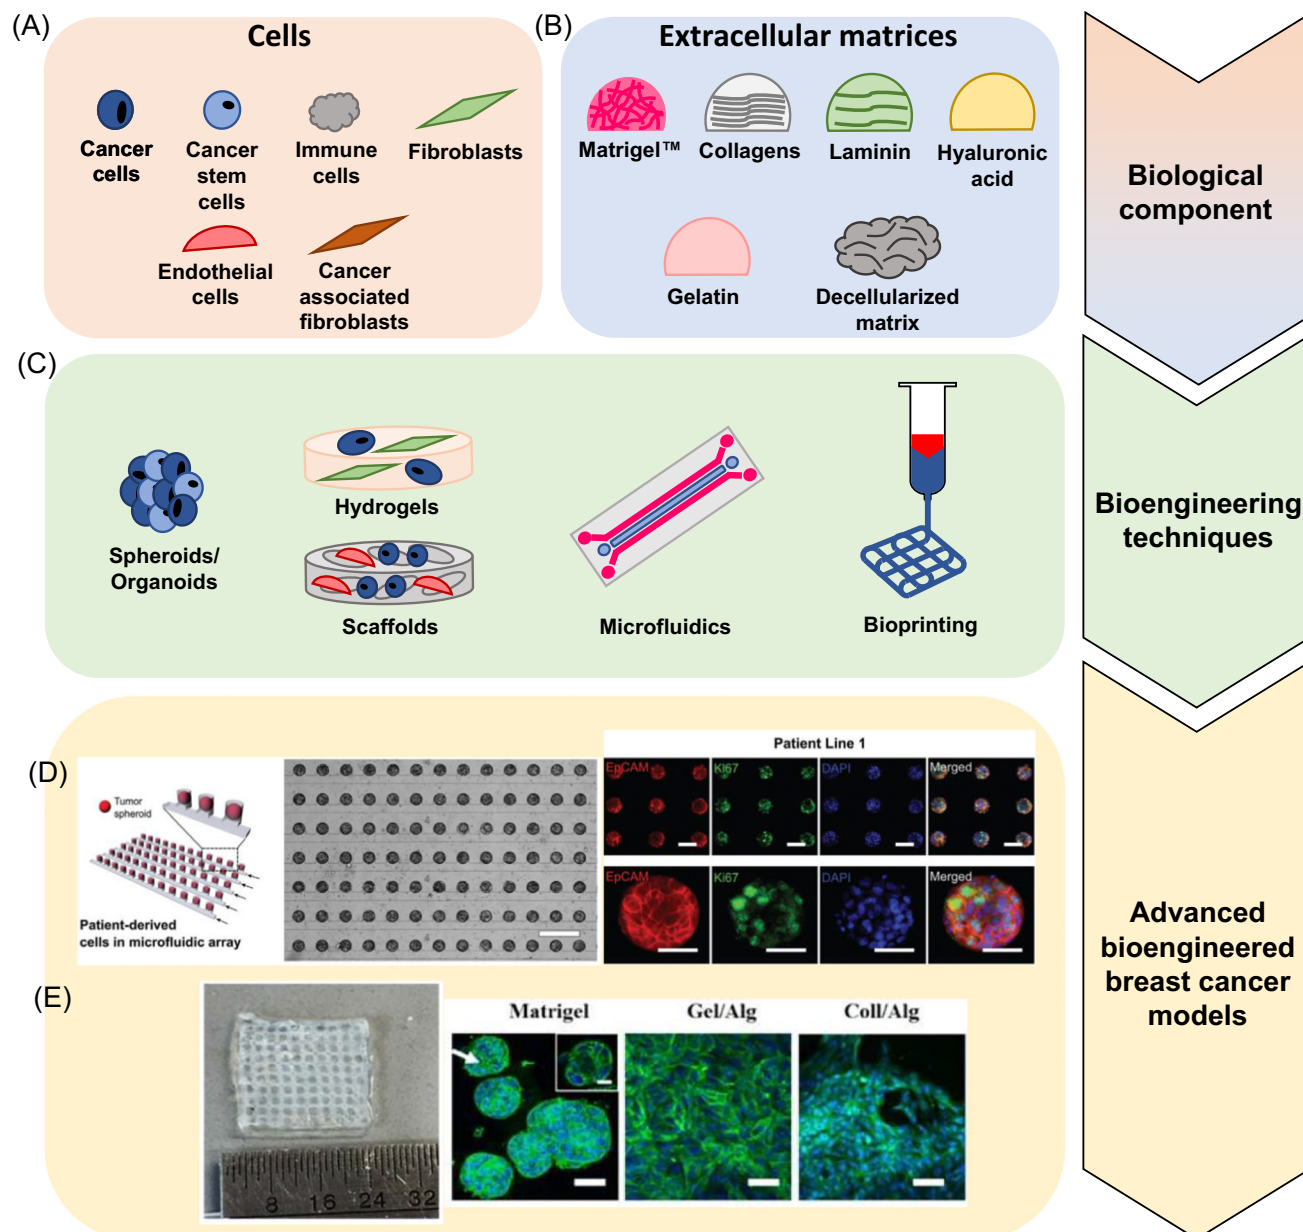 (A)
Cells
Cancer
cells
Cancer
stem
cells
Immune
cells
Fibroblasts
Endothelial
cells
Cancer
associated
fibroblasts
(B)
Extracellular matrices
Matrigel™
Collagens
Laminin
Hyaluronic
acid
Gelatin
Decellularized
matrix
Biological
component
(C)
Spheroids/
Organoids
Hydrogels
Scaffolds
Microfluidics
Bioprinting
Bioengineering
techniques
(D)
Tumor
spheroid
Patient-derived
cells in microfluidic array
Patient Line 1
EpCAM
KI67
DAPI
Merged
EpCAM
Ki67
DAPI
Merged
(E)
8 16 24 32
Matrigel
Gel/Alg
Coll/Alg
Advanced
bioengineered
breast cancer
models